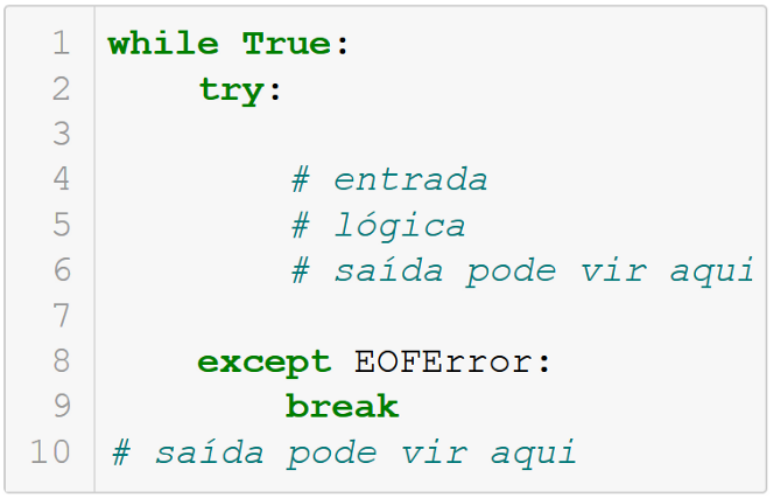 1 while True:
2 try:
3
4 # entrada
5 # lógica
6 # saída pode vir aqui
7
8 except EOFError:
9 break
10 # saída pode vir aqui